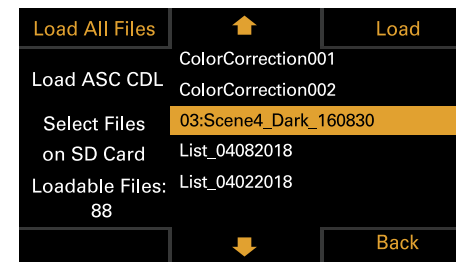 Load All Files
Load
Load ASC CDL
Select Files
on SD Card
Loadable Files:
88
ColorCorrection001
ColorCorrection002
03:Scene4_Dark_160830
List_04082018
List_04022018
Back